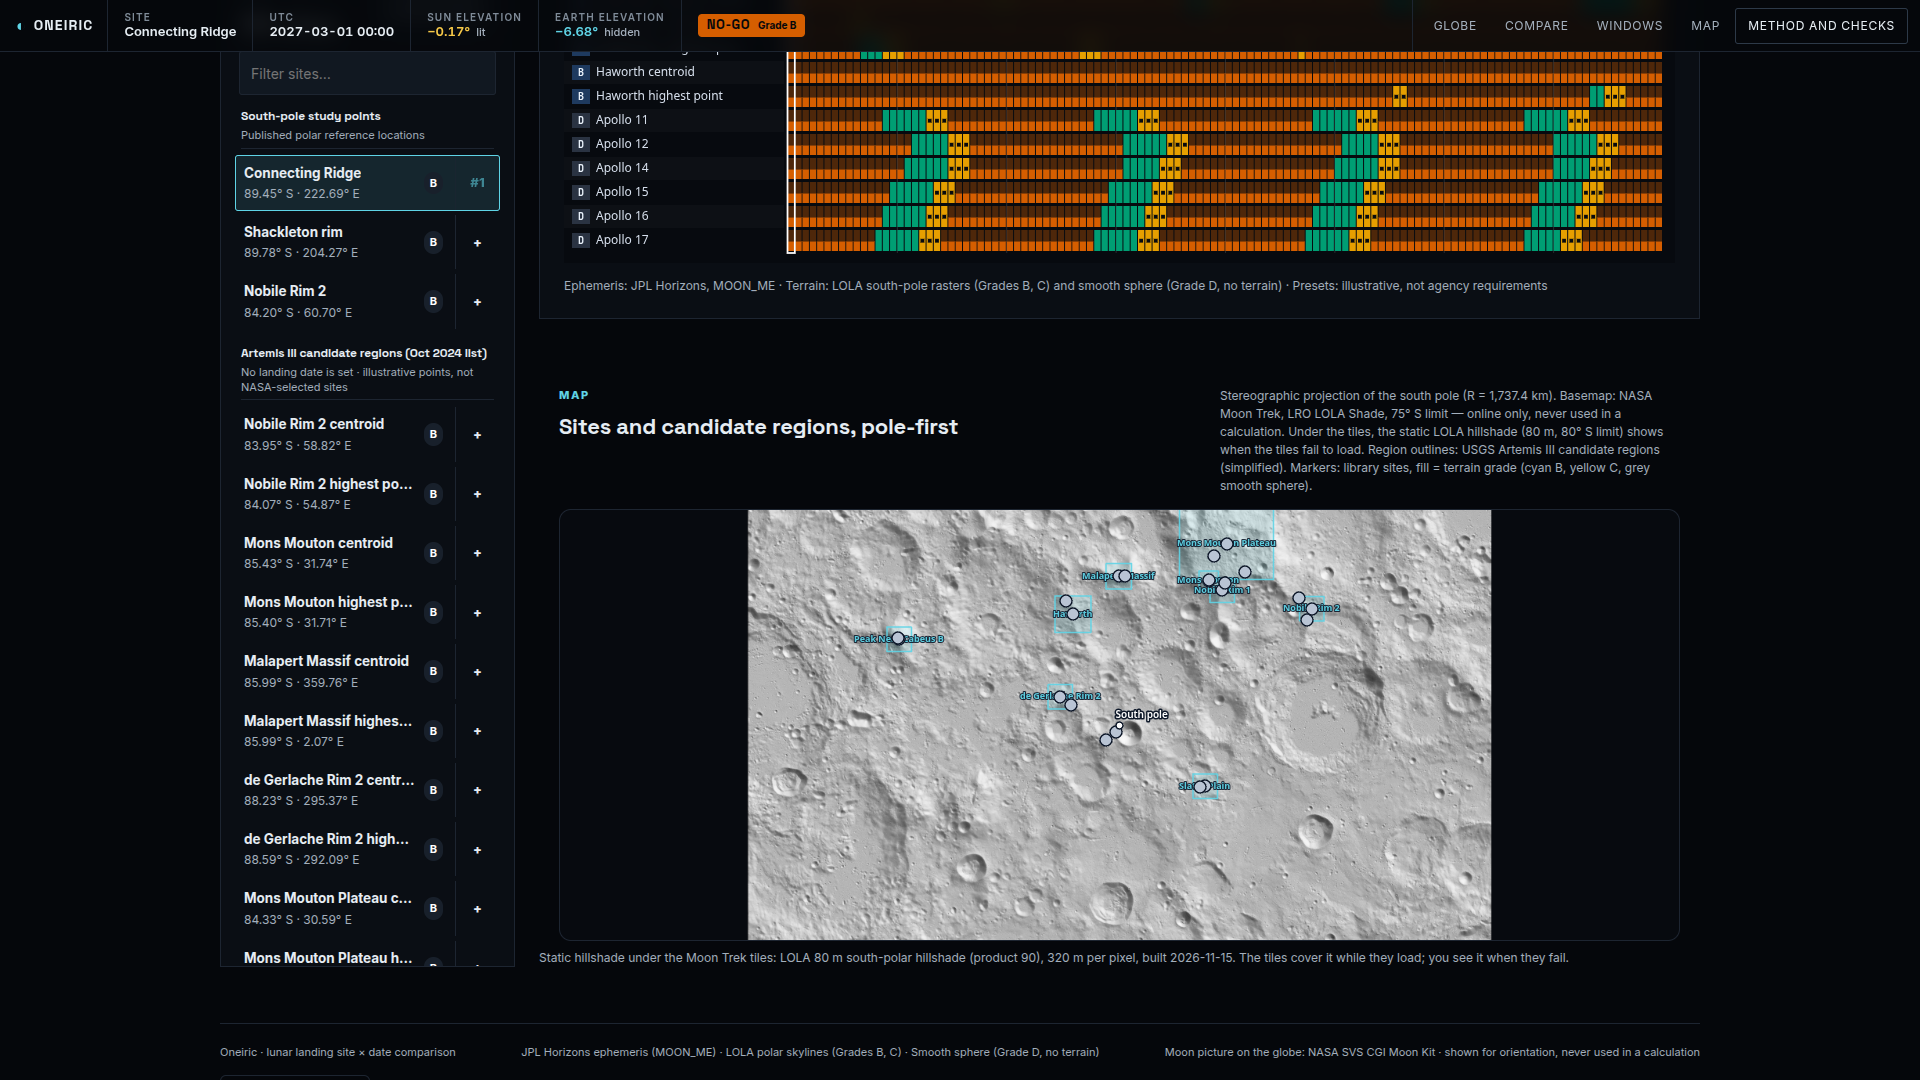 ONEIRIC
SITE
Connecting Ridge
UTC
2027-03-01 00:00
SUN ELEVATION
−0.17° lit
EARTH ELEVATION
−6.68° hidden
NO-GO Grade B
GLOBE
COMPARE
WINDOWS
MAP
METHOD AND CHECKS
Filter sites...
South-pole study points
Published polar reference locations
Connecting Ridge
89.45° S · 222.69° E
B
#1
Shackleton rim
89.78° S · 204.27° E
B
+
Nobile Rim 2
84.20° S · 60.70° E
B
+
Artemis III candidate regions (Oct 2024 list)
No landing date is set · illustrative points, not
NASA-selected sites
Nobile Rim 2 centroid
83.95° S · 58.82° E
B
+
Nobile Rim 2 highest po...
84.07° S · 54.87° E
B
+
Mons Mouton centroid
85.43° S · 31.74° E
B
+
Mons Mouton highest p...
85.40° S · 31.71° E
B
+
Malapert Massif centroid
85.99° S · 359.76° E
B
+
Malapert Massif highes...
85.99° S · 2.07° E
B
+
de Gerlache Rim 2 centr...
88.23° S · 295.37° E
B
+
de Gerlache Rim 2 high...
88.59° S · 292.09° E
B
+
Mons Mouton Plateau c...
84.33° S · 30.59° E
B
+
Mons Mouton Plateau h...
B Haworth centroid
B Haworth highest point
D Apollo 11
D Apollo 12
D Apollo 14
D Apollo 15
D Apollo 16
D Apollo 17
Ephemeris: JPL Horizons, MOON_ME · Terrain: LOLA south-pole rasters (Grades B, C) and smooth sphere (Grade D, no terrain) · Presets: illustrative, not agency requirements
MAP
Sites and candidate regions, pole-first
Stereographic projection of the south pole (R = 1,737.4 km). Basemap: NASA
Moon Trek, LRO LOLA Shade, 75° S limit — online only, never used in a
calculation. Under the tiles, the static LOLA hillshade (80 m, 80° S limit) shows
when the tiles fail to load. Region outlines: USGS Artemis III candidate regions
(simplified). Markers: library sites, fill = terrain grade (cyan B, yellow C, grey
smooth sphere).
Plateau
Rim 2
South pole
Static hillshade under the Moon Trek tiles: LOLA 80 m south-polar hillshade (product 90), 320 m per pixel, built 2026-11-15. The tiles cover it while they load; you see it when they fail.
Oneiric · lunar landing site × date comparison
JPL Horizons ephemeris (MOON_ME) · LOLA polar skylines (Grades B, C) · Smooth sphere (Grade D, no terrain)
Moon picture on the globe: NASA SVS CGI Moon Kit · shown for orientation, never used in a calculation